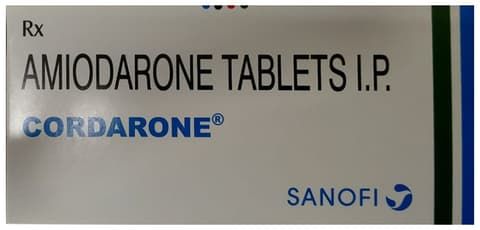 Rx
AMIODARONE TABLETS I.P.
CORDARONE®
SANOFI